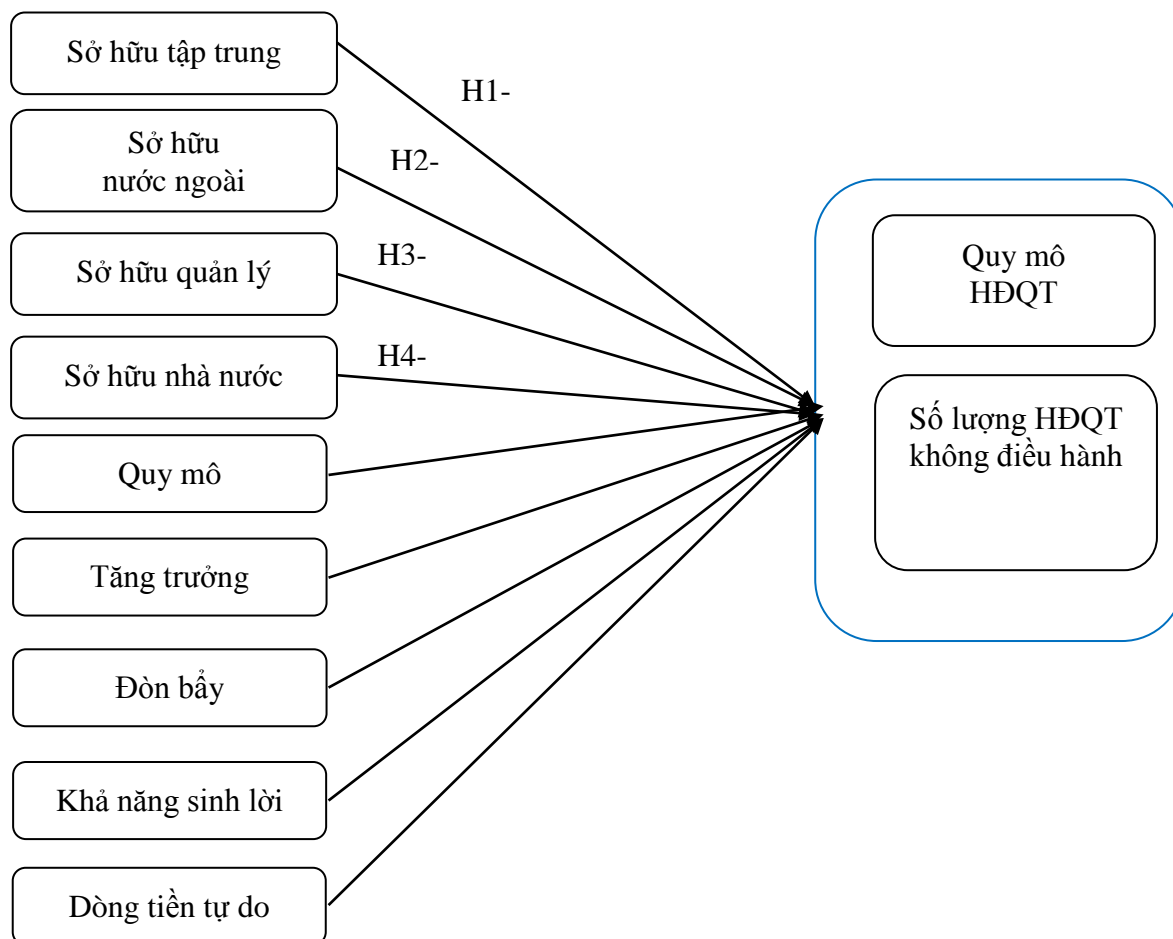 Sở hữu tập trung
H1-
Sở hữu
nước ngoài
H2-
Sở hữu quản lý
H3-
Sở hữu nhà nước
H4-
Quy mô
Tăng trưởng
Đòn bẩy
Khả năng sinh lời
Dòng tiền tự do
Quy mô
HĐQT
Số lượng HĐQT
không điều hành